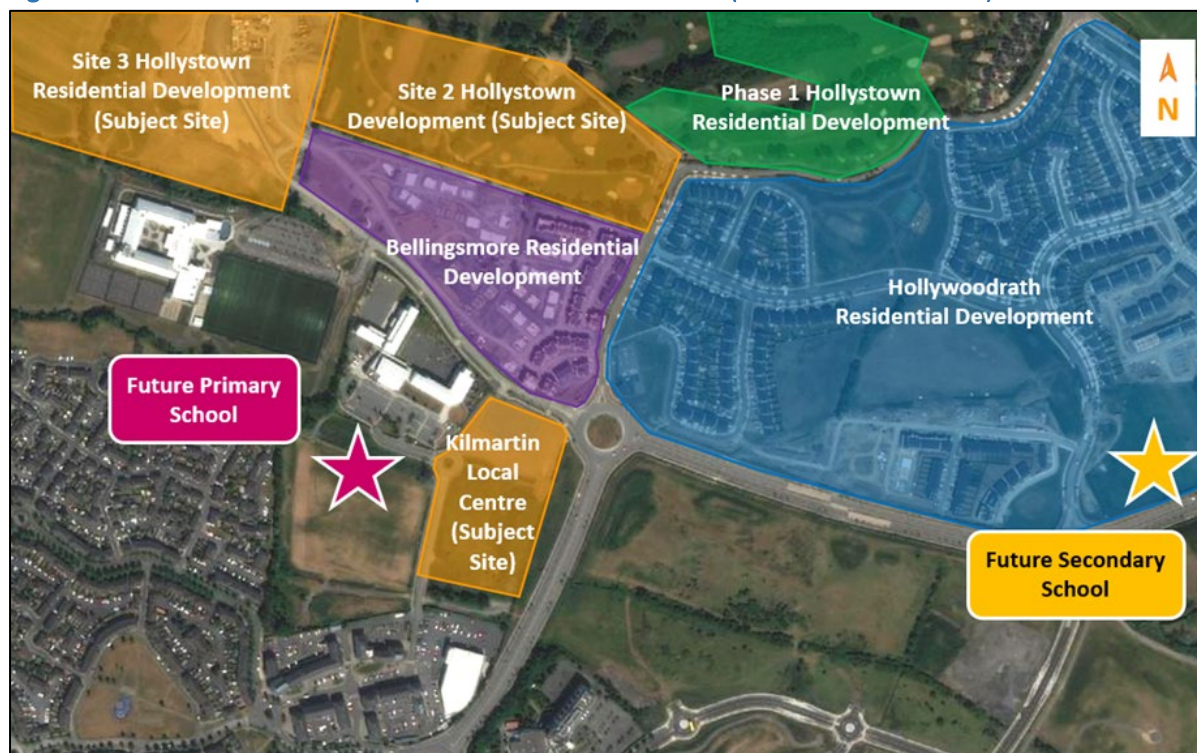 Site 3 Hollystown
Residential Development
(Subject Site)
Site 2 Hollystown
Development (Subject Site)
Phase 1 Hollystown
Residential Development
N
Bellingsmore Residential
Development
Hollywoodrath
Residential Development
Future Primary
School
Kilmartin
Local
Centre
(Subject
Site)
Future Secondary
School